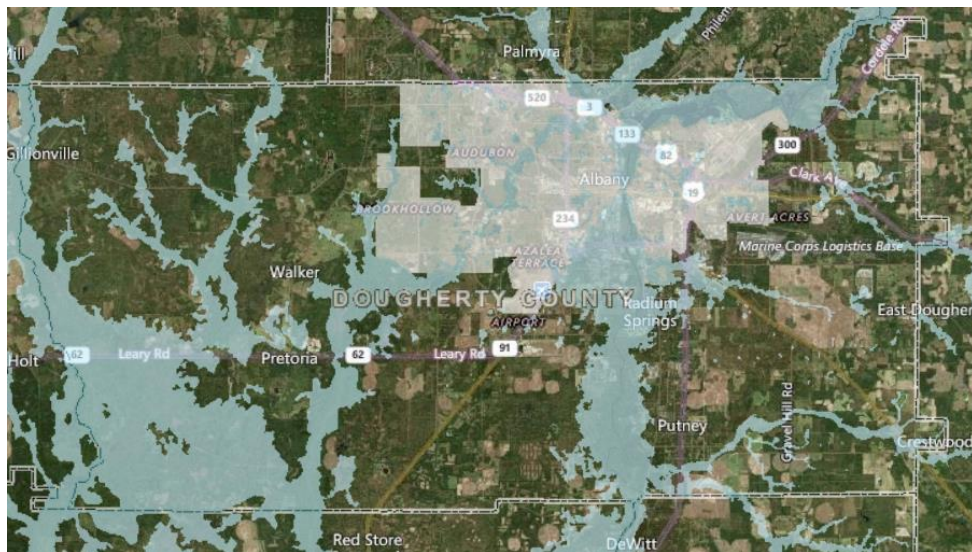 Palmyra
Cordele Rd
520
3
133
82
300
Gillionville
AUDUBON
Albany
Clark Ave
19
BROOKHOLLOW
234
AVERT ACRES
Marine Corps Logistics Base
AZALEA
TERRACE
Walker
DOUGHERTY COUNTY
Radium
Springs
East Dougher
AIRPORT
Holt
62
Leary Rd
Pretoria
62
Leary Rd
91
Gravel Hill Rd
Putney
Crestwood
Red Store
DeWitt